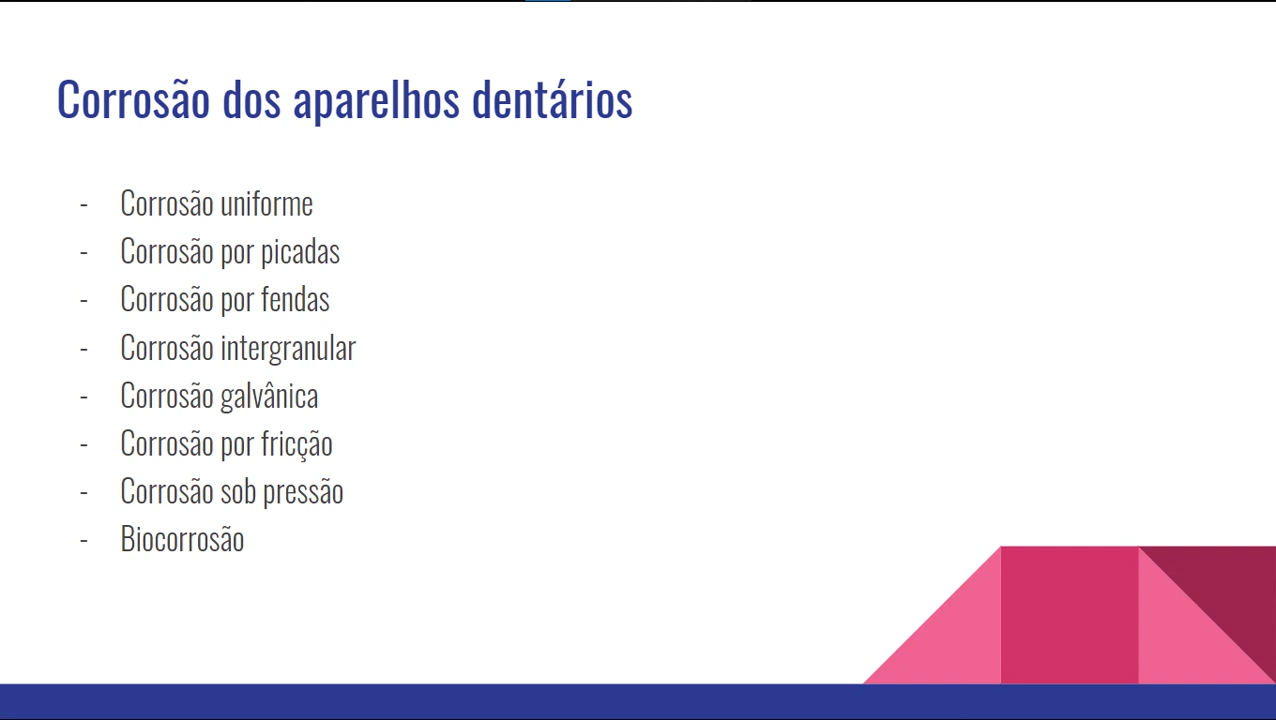 Corrosão dos aparelhos dentários
- Corrosão uniforme
- Corrosão por picadas
- Corrosão por fendas
- Corrosão intergranular
- Corrosão galvânica
- Corrosão por fricção
- Corrosão sob pressão
- Biocorrosão